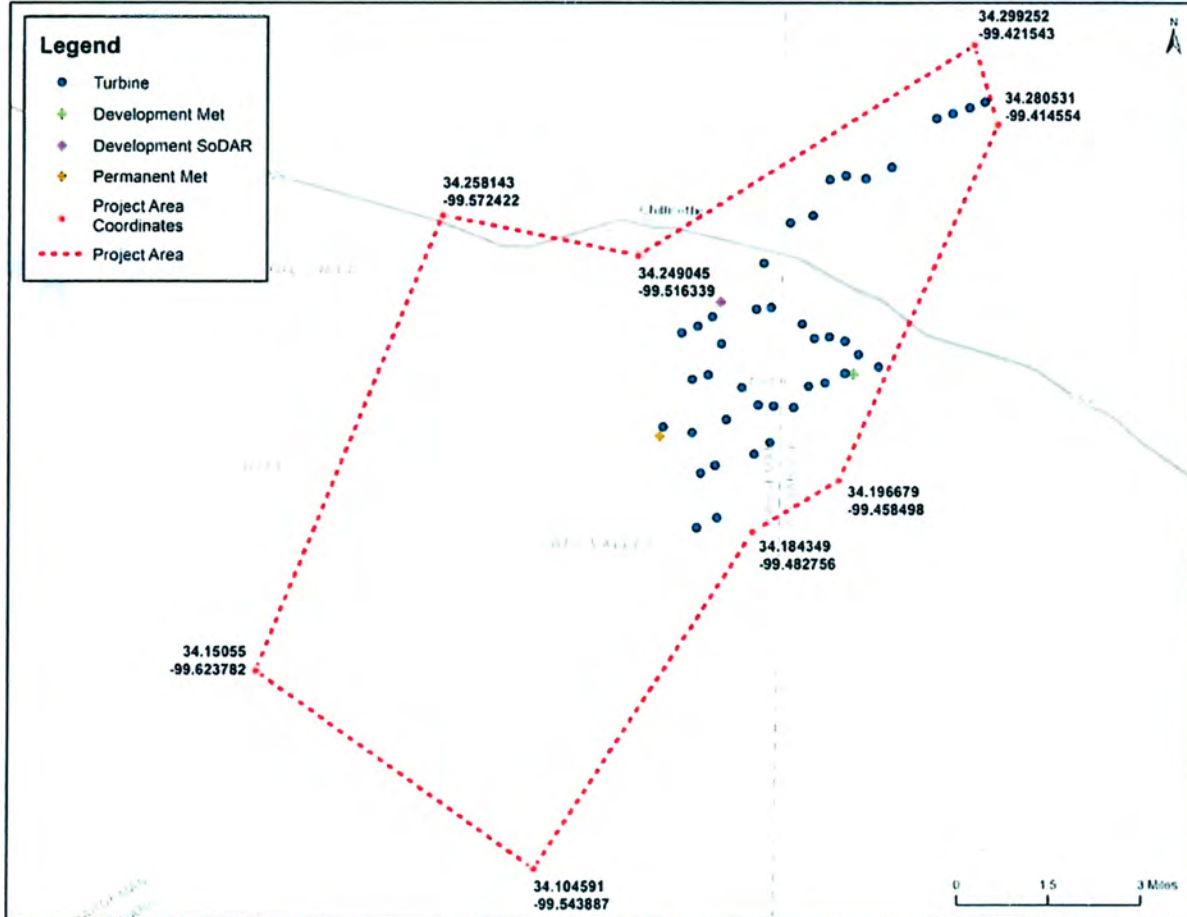 Legend
Turbine
Development Met
Development SoDAR
Permanent Met
Project Area
Coordinates
Project Area
34.299252
-99.421543
N
34.280531
-99.414554
34.258143
-99.572422
34.249045
-99.516339
34.196679
-99.458498
34.184349
-99.482756
34.15055
-99.623782
34.104591
-99.543887
0 1.5 3 Miles